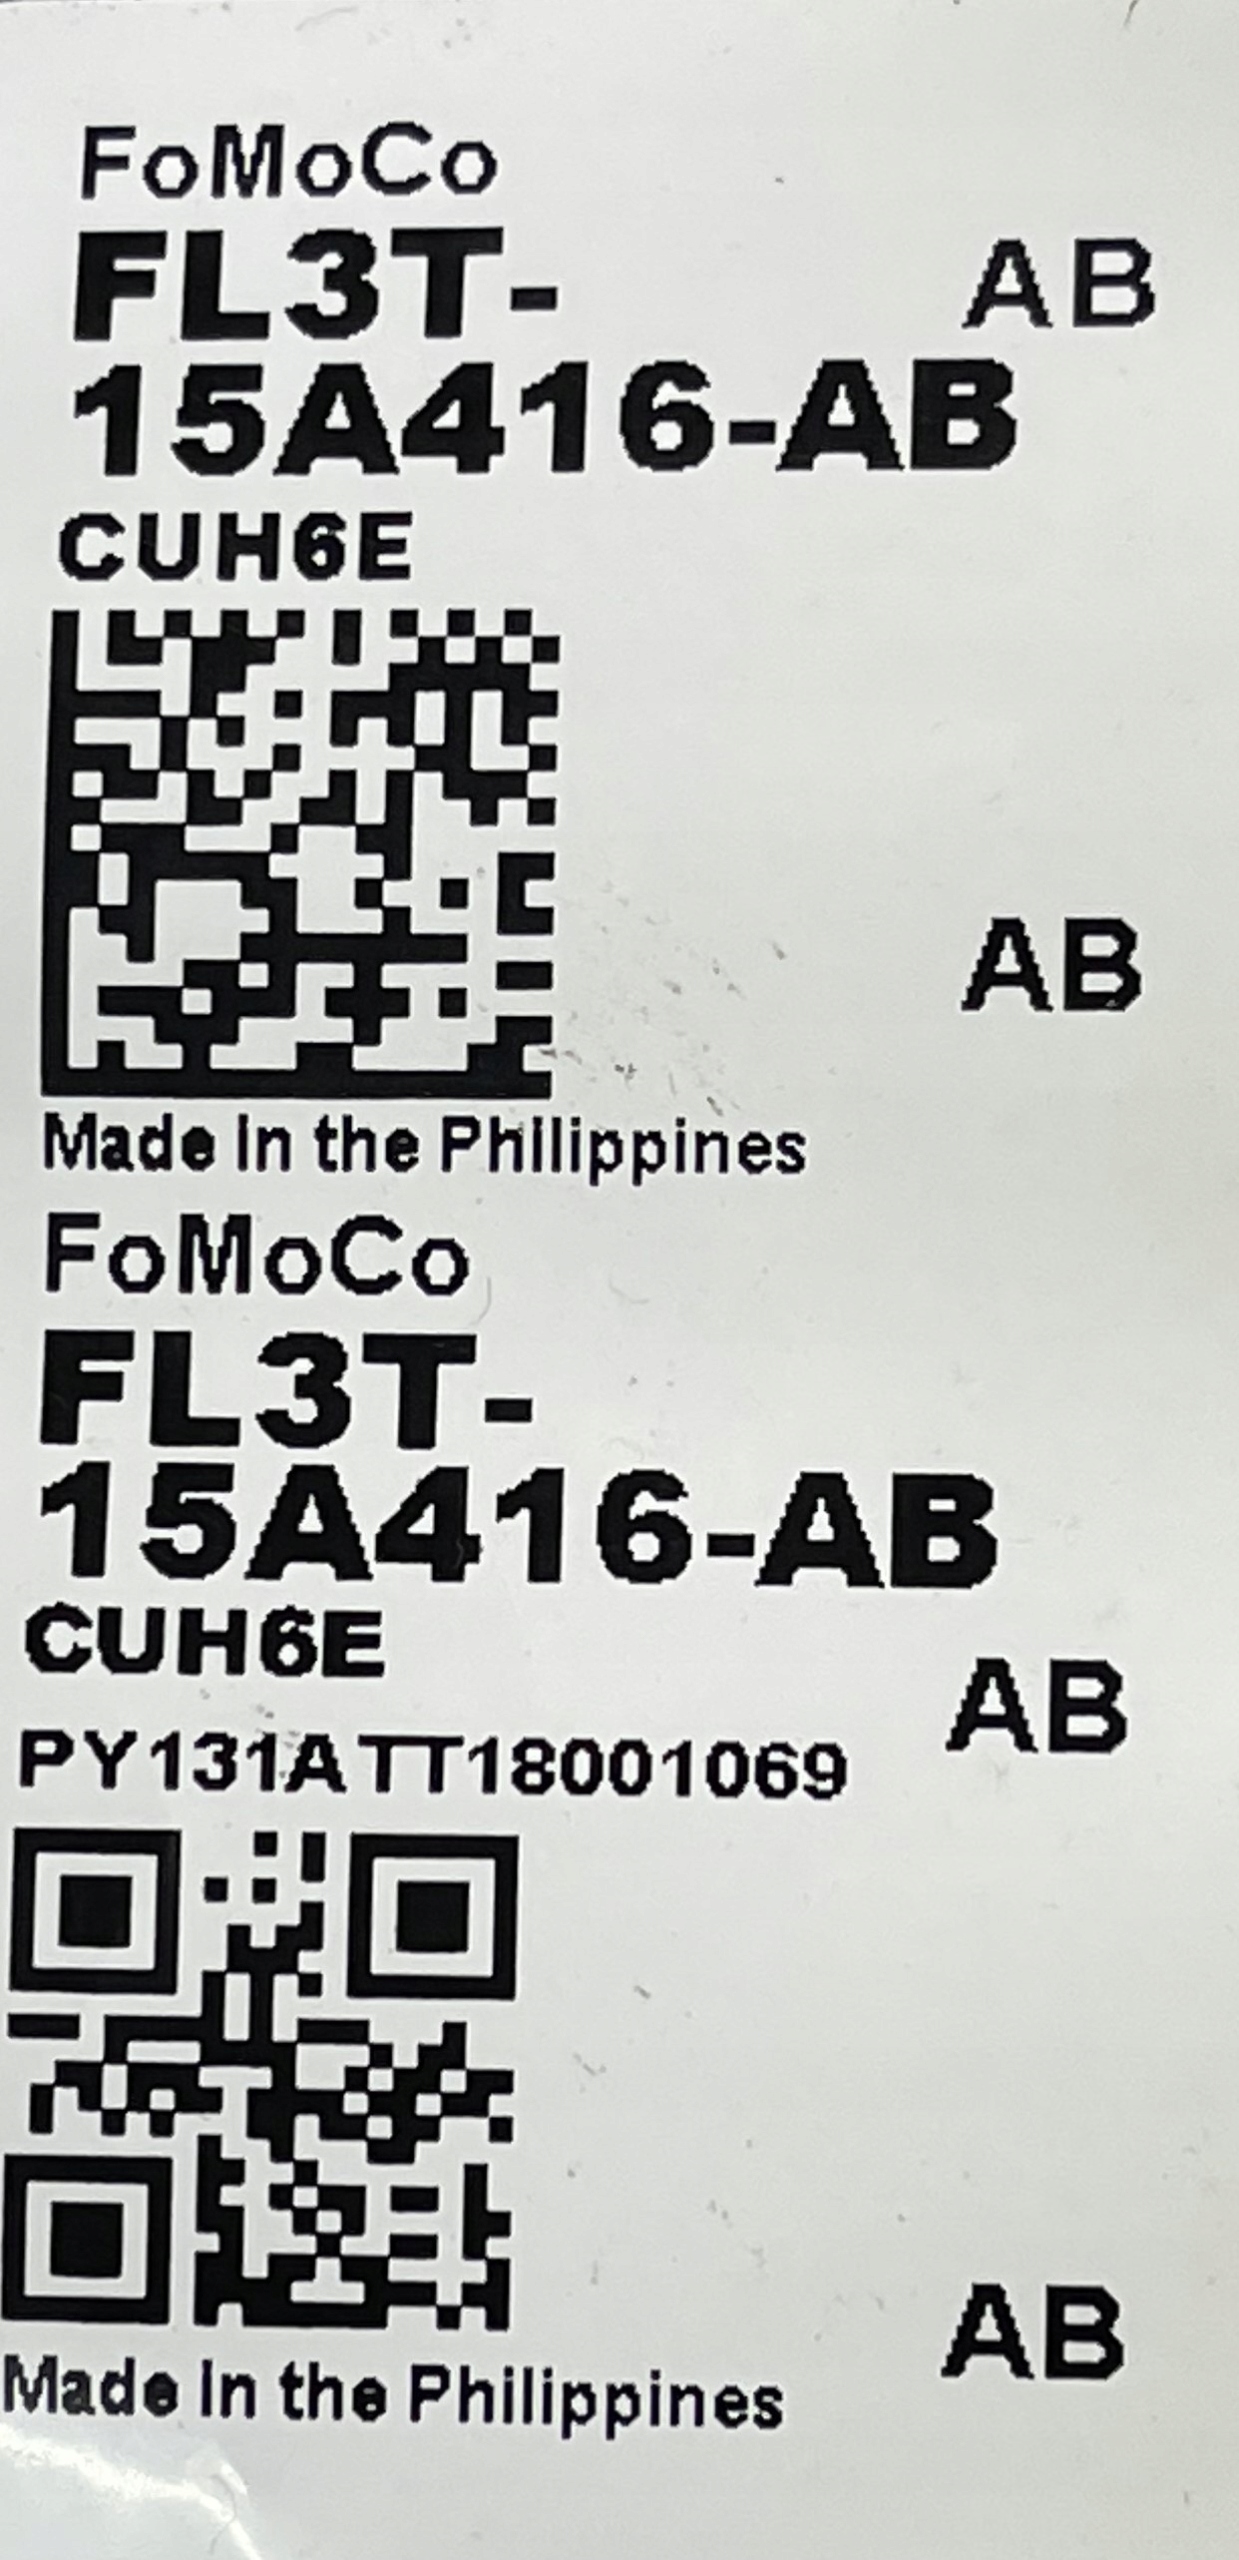 FoMoCo
FL3T- AB
15A416-AB
CUH6E
AB
Made In the Philippines
FoMoCo
FL3T-
15A416-AB
CUH6E
AB
PY131ATT18001069
AB
Made In the Philippines